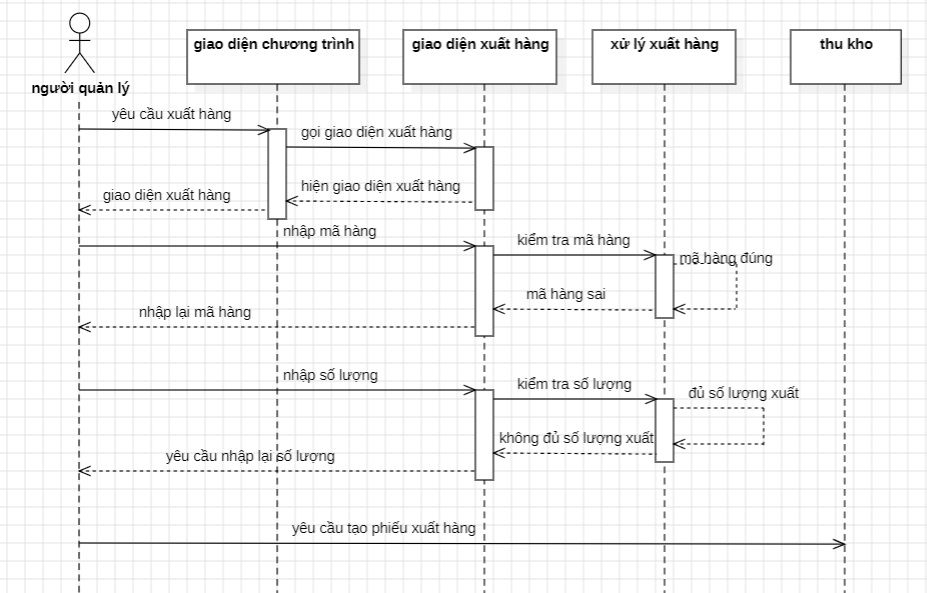 giao diện chương trình
giao diện xuất hàng
xử lý xuất hàng
thu kho
người quản lý
yêu cầu xuất hàng
gọi giao diện xuất hàng
hiện giao diện xuất hàng
giao diện xuất hàng
nhập mã hàng
kiểm tra mã hàng
mã hàng đúng
mã hàng sai
nhập lại mã hàng
nhập số lượng
kiểm tra số lượng
đủ số lượng xuất
không đủ số lượng xuất
yêu cầu nhập lại số lượng
yêu cầu tạo phiếu xuất hàng